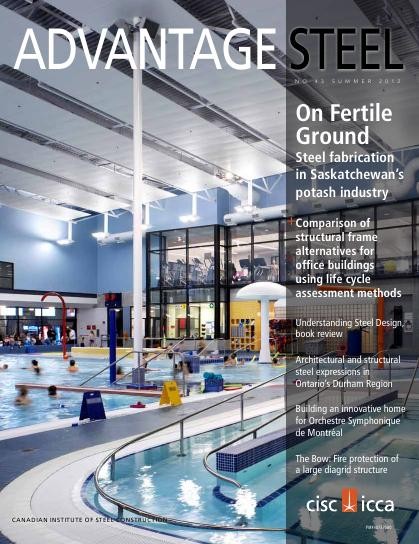 ADVANTAGE STEEL
NO 43 SUMMER 2012
On Fertile
Ground
Steel fabrication
in Saskatchewan's
potash industry
Comparison of
structural frame
alternatives for
office buildings
using life cycle
assessment methods
Understanding Steel Design,
book review
Architectural and structural
steel expressions in
Ontario's Durham Region
Building an innovative home
for Orchestre Symphonique
de Montréal
The Bow: Fire protection of
a large diagrid structure
cisc icca
CANADIAN INSTITUTE OF STEEL CONSTRUCTION